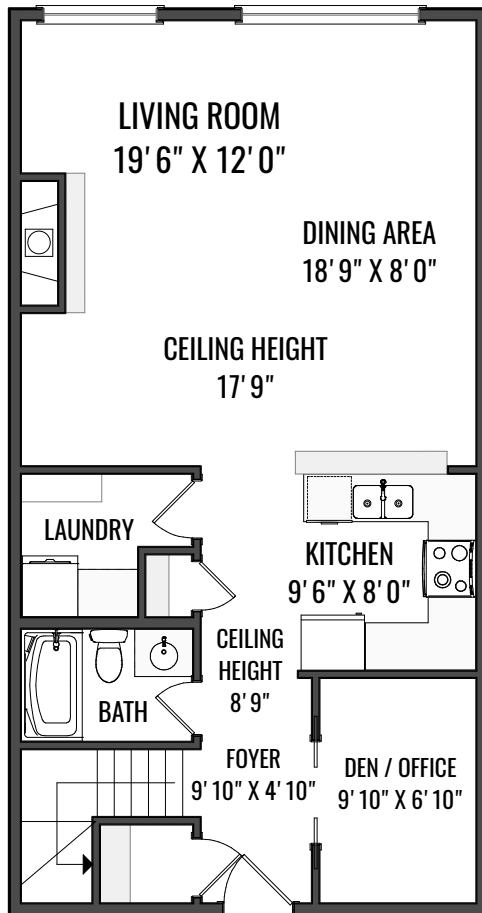 LIVING ROOM
19'6" X 12'0"
DINING AREA
18'9" X 8'0"
CEILING HEIGHT
17'9"
LAUNDRY
KITCHEN
9'6" X 8'0"
CEILING
HEIGHT
8'9"
BATH
FOYER
9'10" X 4'10"
DEN / OFFICE
9'10" X 6'10"